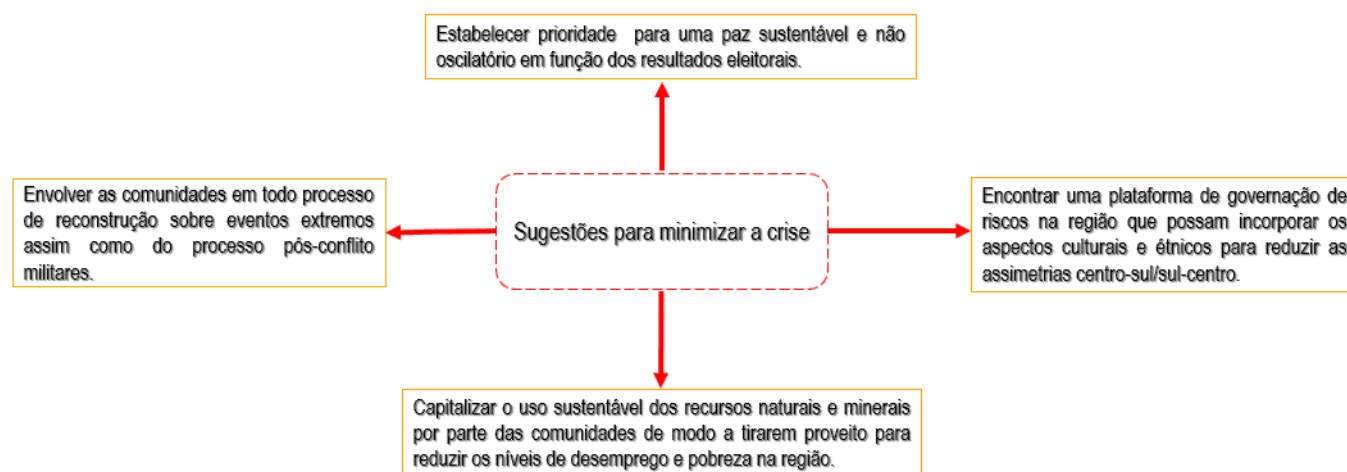 Estabelecer prioridade para uma paz sustentável e não
oscilatório em função dos resultados eleitorais.
Envolver as comunidades em todo processo
de reconstrução sobre eventos extremos
assim como do processo pós-conflito
militares.
Sugestões para minimizar a crise
Encontrar uma plataforma de governação de
riscos na região que possam incorporar os
aspectos culturais e étnicos para reduzir as
assimetrias centro-sul/sul-centro.
Capitalizar o uso sustentável dos recursos naturais e minerais
por parte das comunidades de modo a tirarem proveito para
reduzir os níveis de desemprego e pobreza na região.